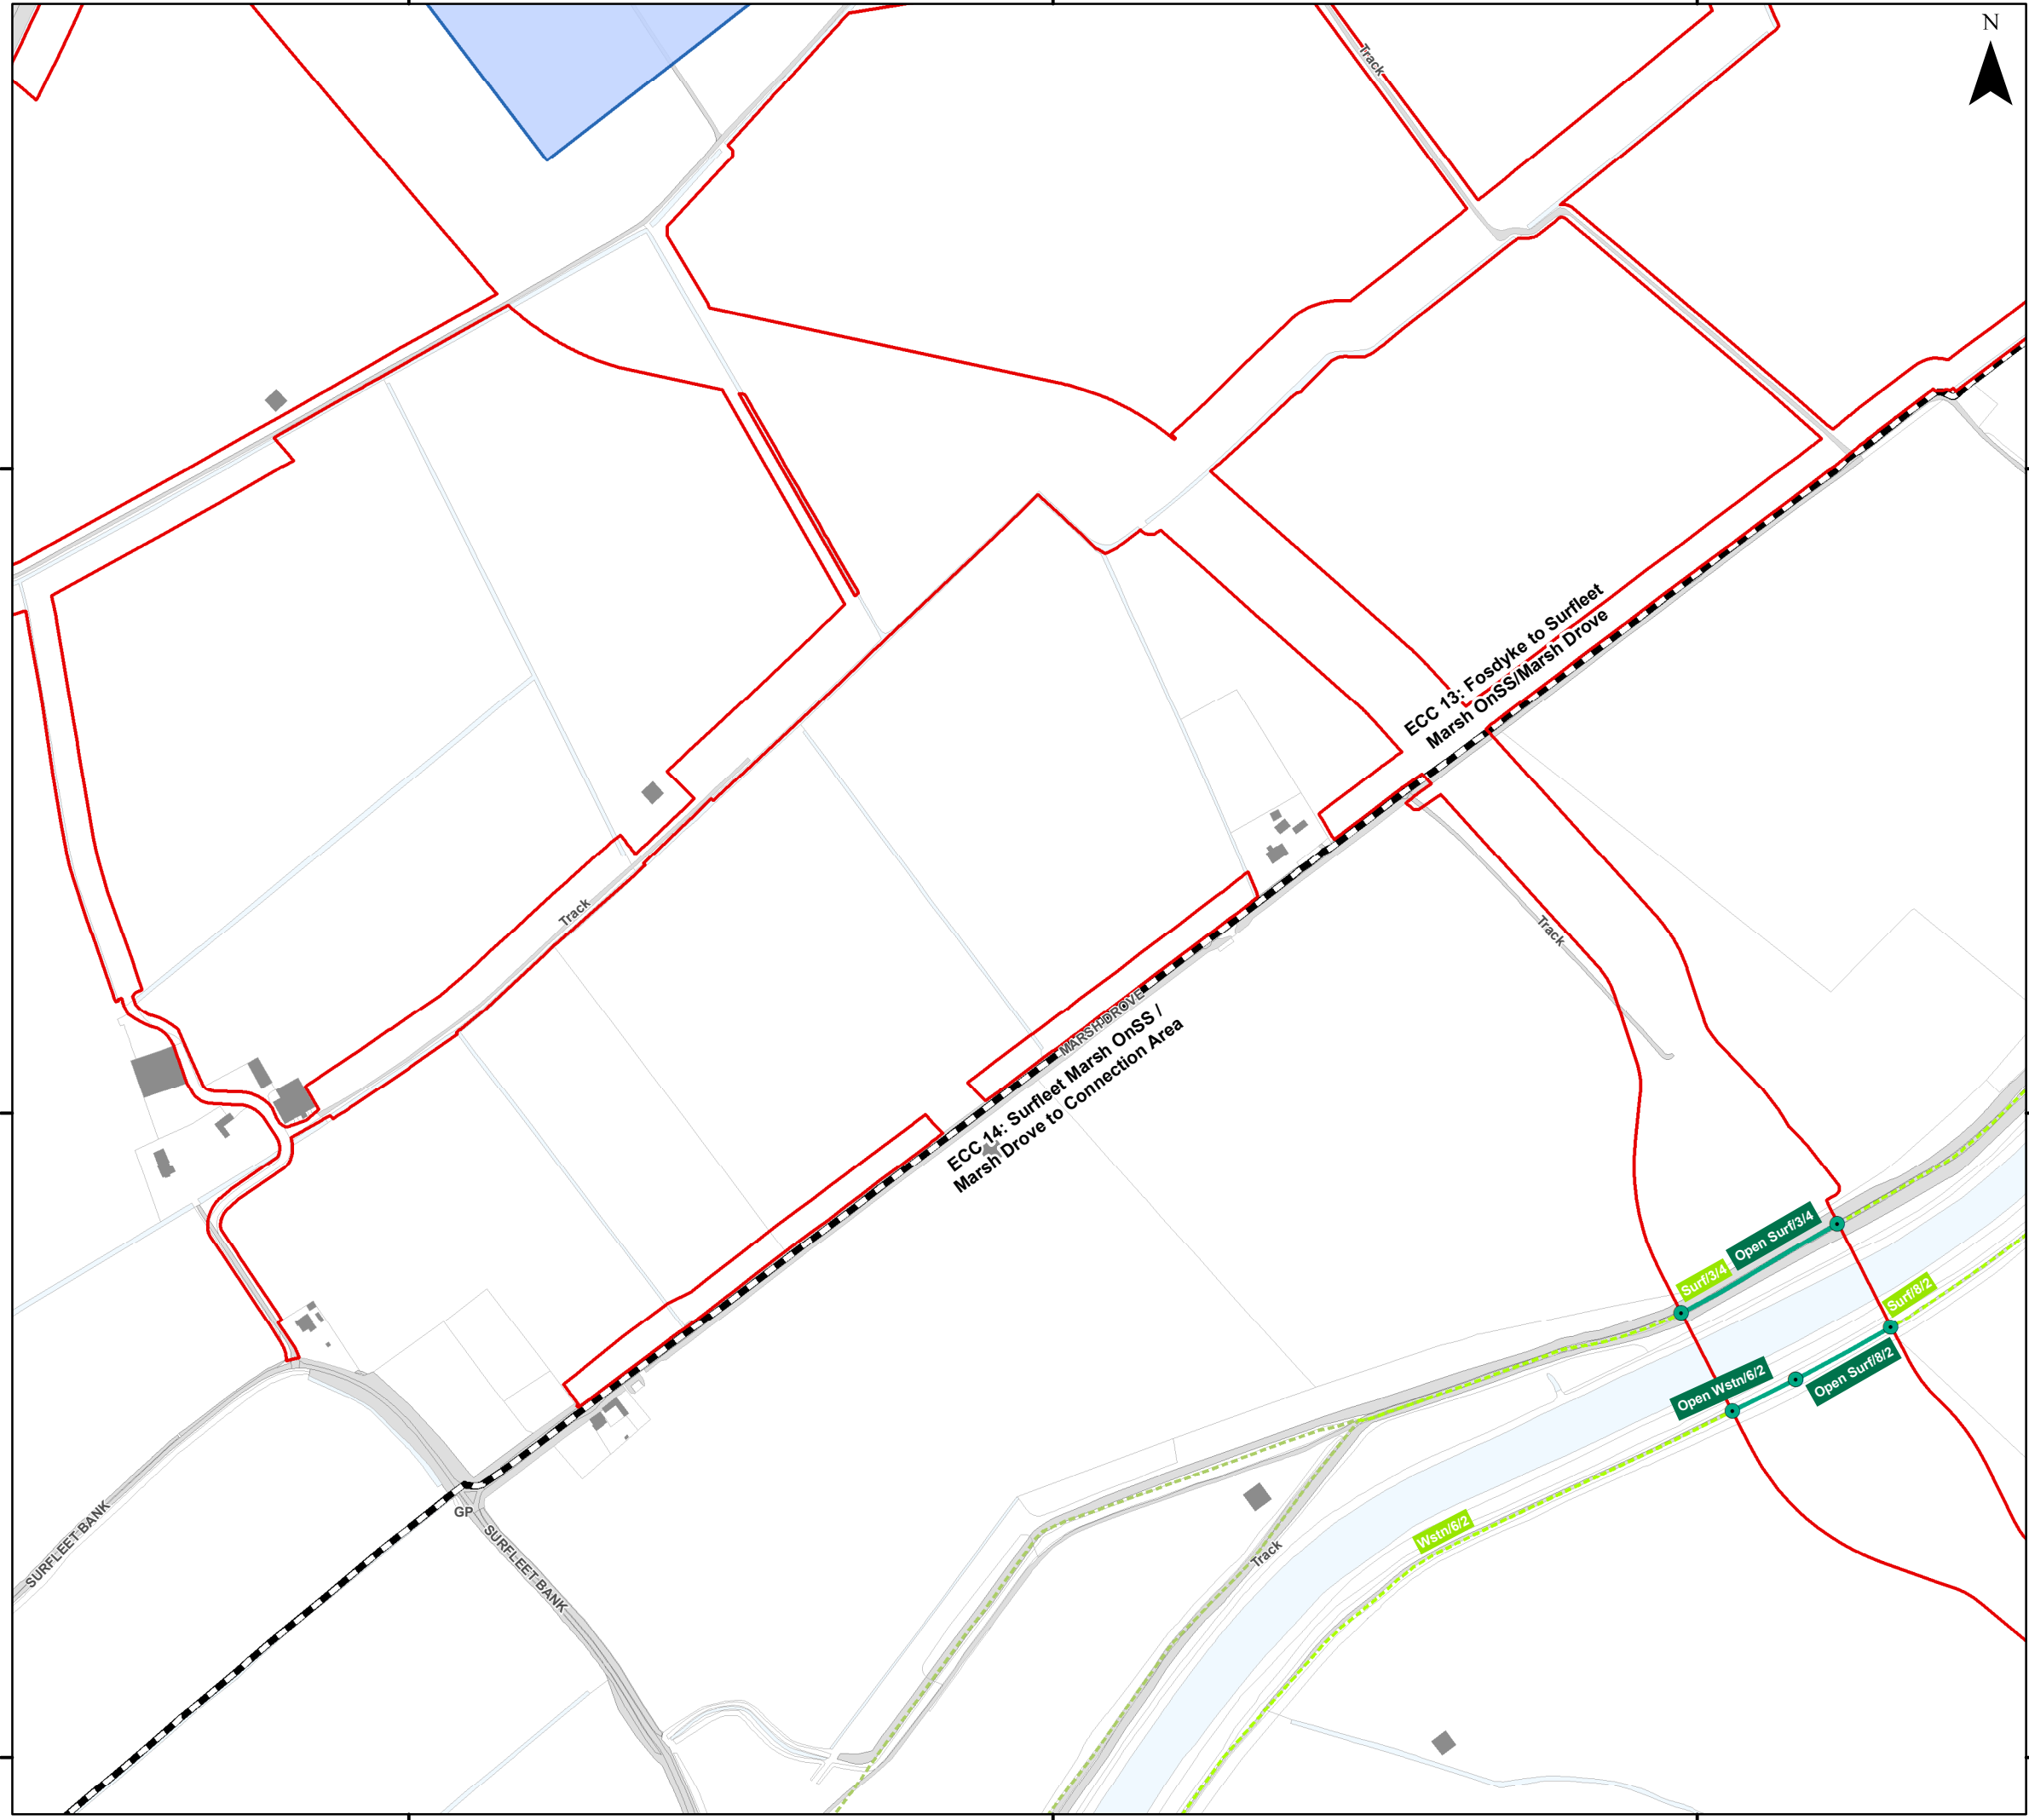 N
Track
ECC 13: Fosdyke to Surfleet
Marsh OnSS/Marsh Drove
Track
Track
MARSH DROVE
ECC 14: Surfleet Marsh OnSS /
Marsh Drove to Connection Area
Open Surf/3/4
Surf/3/4
Surf/8/2
Open Surf/8/2
Open Wstn/6/2
Wstn/6/2
GP
SURFLEET BANK
SURFLEET BANK
Track